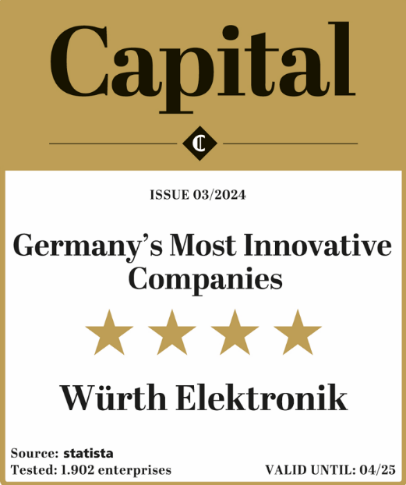 Capital
ISSUE 03/2024
Germany's Most Innovative
Companies
Würth Elektronik
Source: statista
Tested: 1.902 enterprises
VALID UNTIL: 04/25